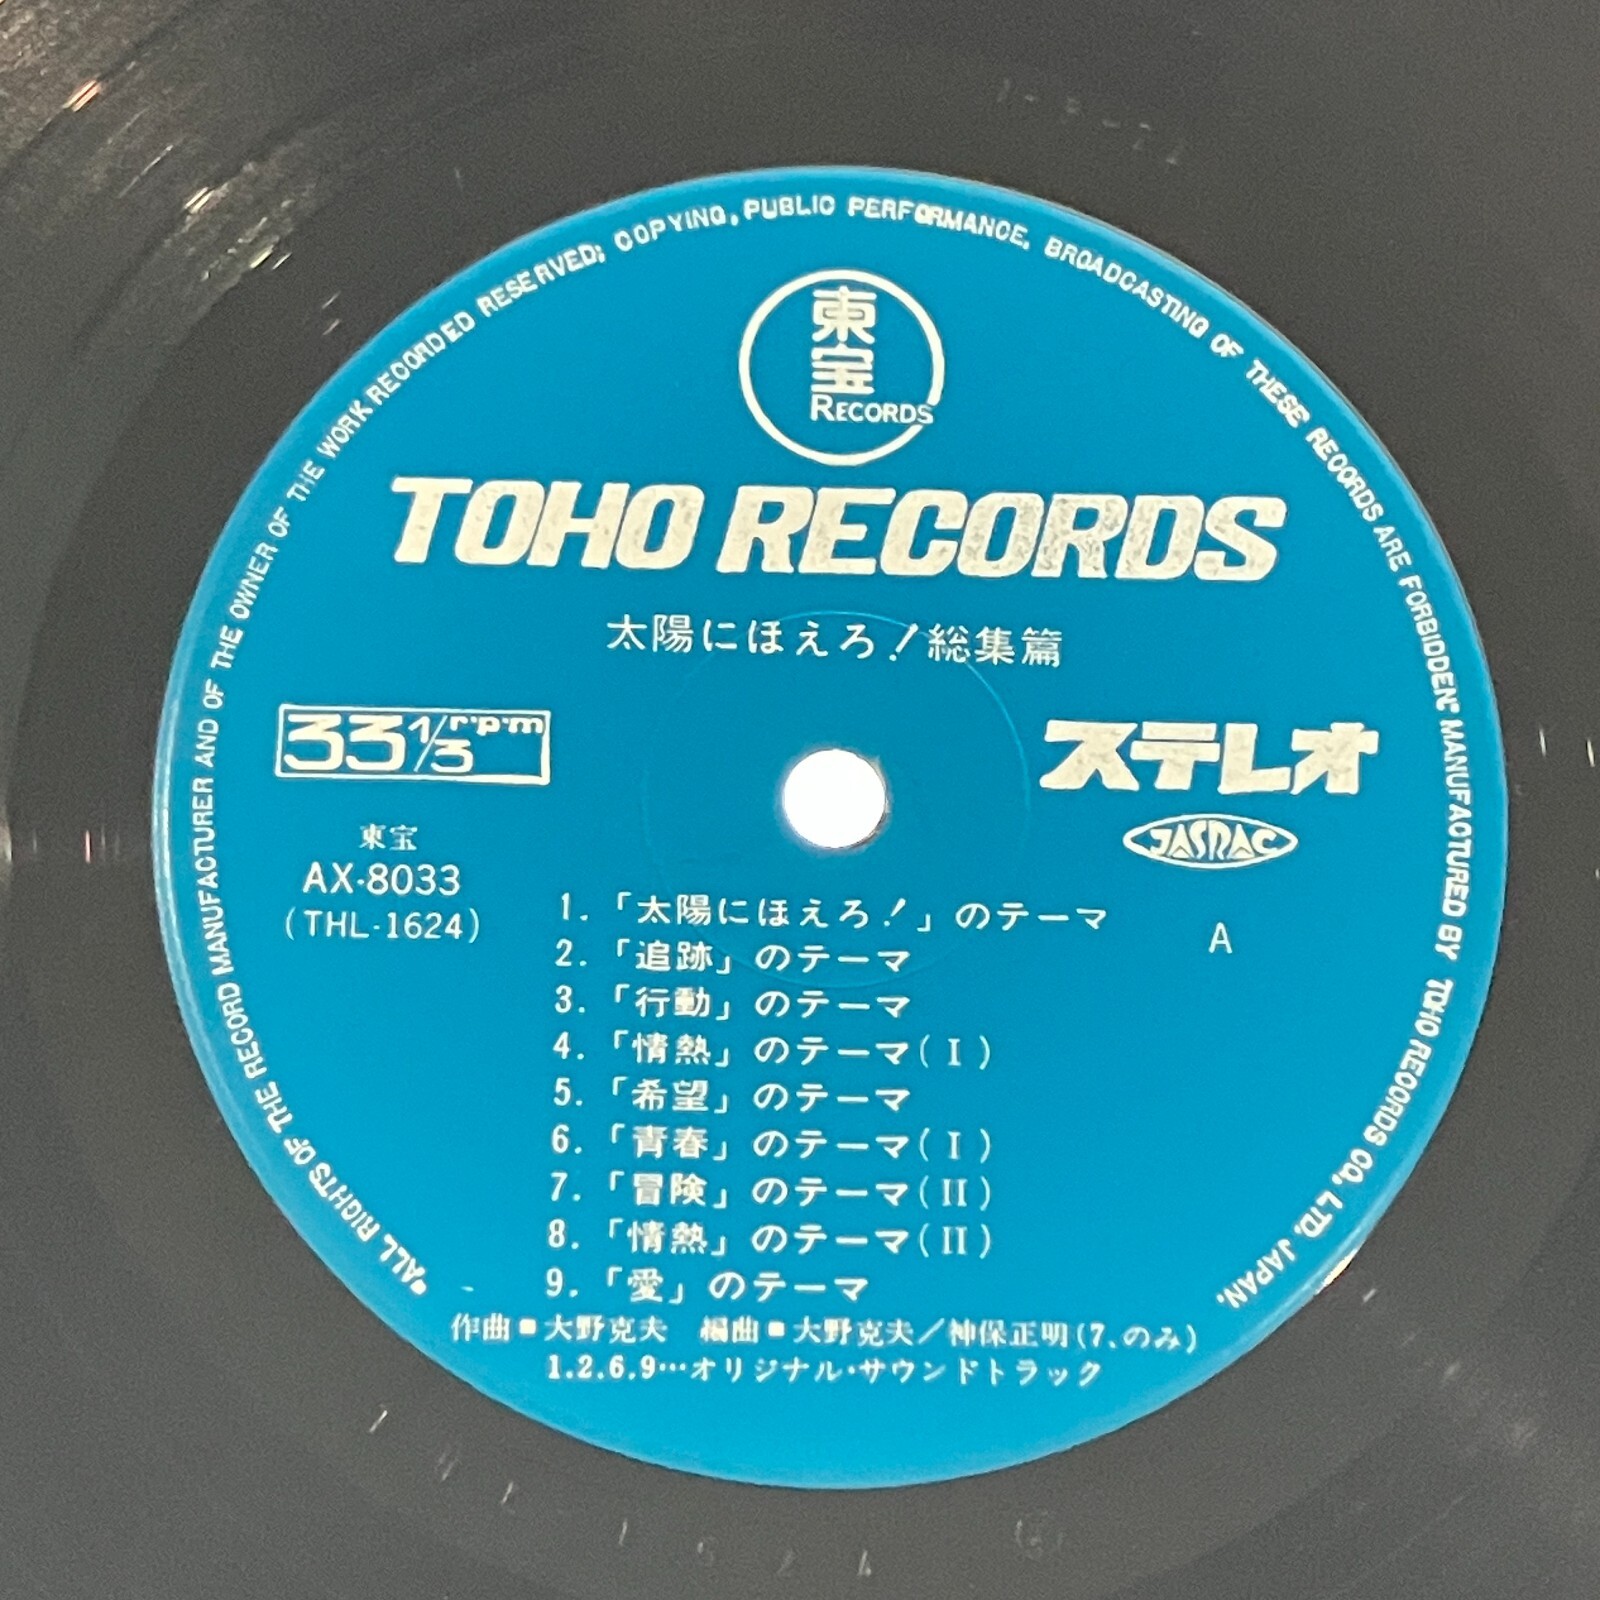 *ALL RIGHTS OF THE RECORD MANUFACTURER AND OF THE OWNER OF THE WORK RECORDED RESERVED; COPYING, PUBLIC PERFORMANCE, BROADCASTING OF THESE RECORDS ARE FORBIDDEN." MANUFACTURED BY TOHO RECORDS CO., LTD. JAPAN.
東宝
RECORDS
TOHO RECORDS
太陽にほえろ!総集篇
33 1/3 r·p·m
ステレオ
JASRAC
東宝
AX-8033
(THL-1624)
A
1.「太陽にほえろ!」のテーマ
2.「追跡」のテーマ
3.「行動」のテーマ
4.「情熱」のテーマ(I)
5.「希望」のテーマ
6.「青春」のテーマ(I)
7.「冒険」のテーマ(II)
8.「情熱」のテーマ(II)
9.「愛」のテーマ
作曲■大野克夫 編曲■大野克夫/神保正明(7、のみ)
1.2.6.9…オリジナル・サウンドトラック